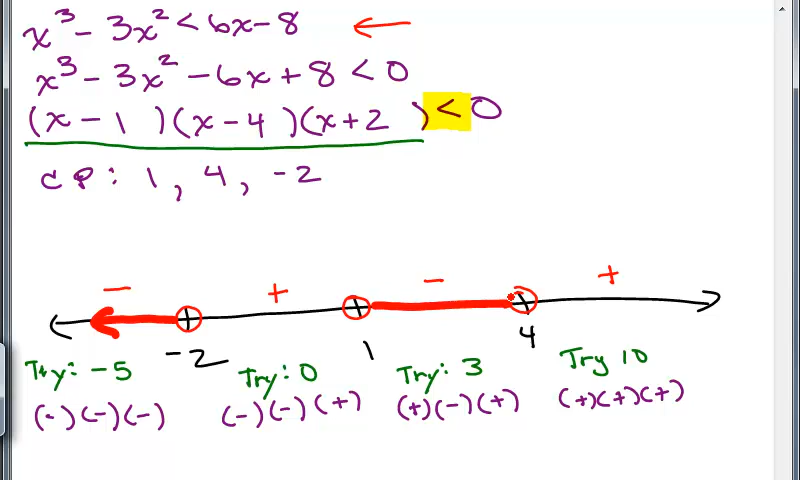 x³ - 3x² < 6x - 8
x³ - 3x² - 6x + 8 < 0
(x - 1 )(x - 4 )(x + 2 ) < 0
CP: 1, 4, -2
- + - +
-2 1 4
Try: -5 Try: 0 Try: 3 Try 10
(-)(-)(-) (-)(-)(+) (+)(-)(+) (+)(+)(+)